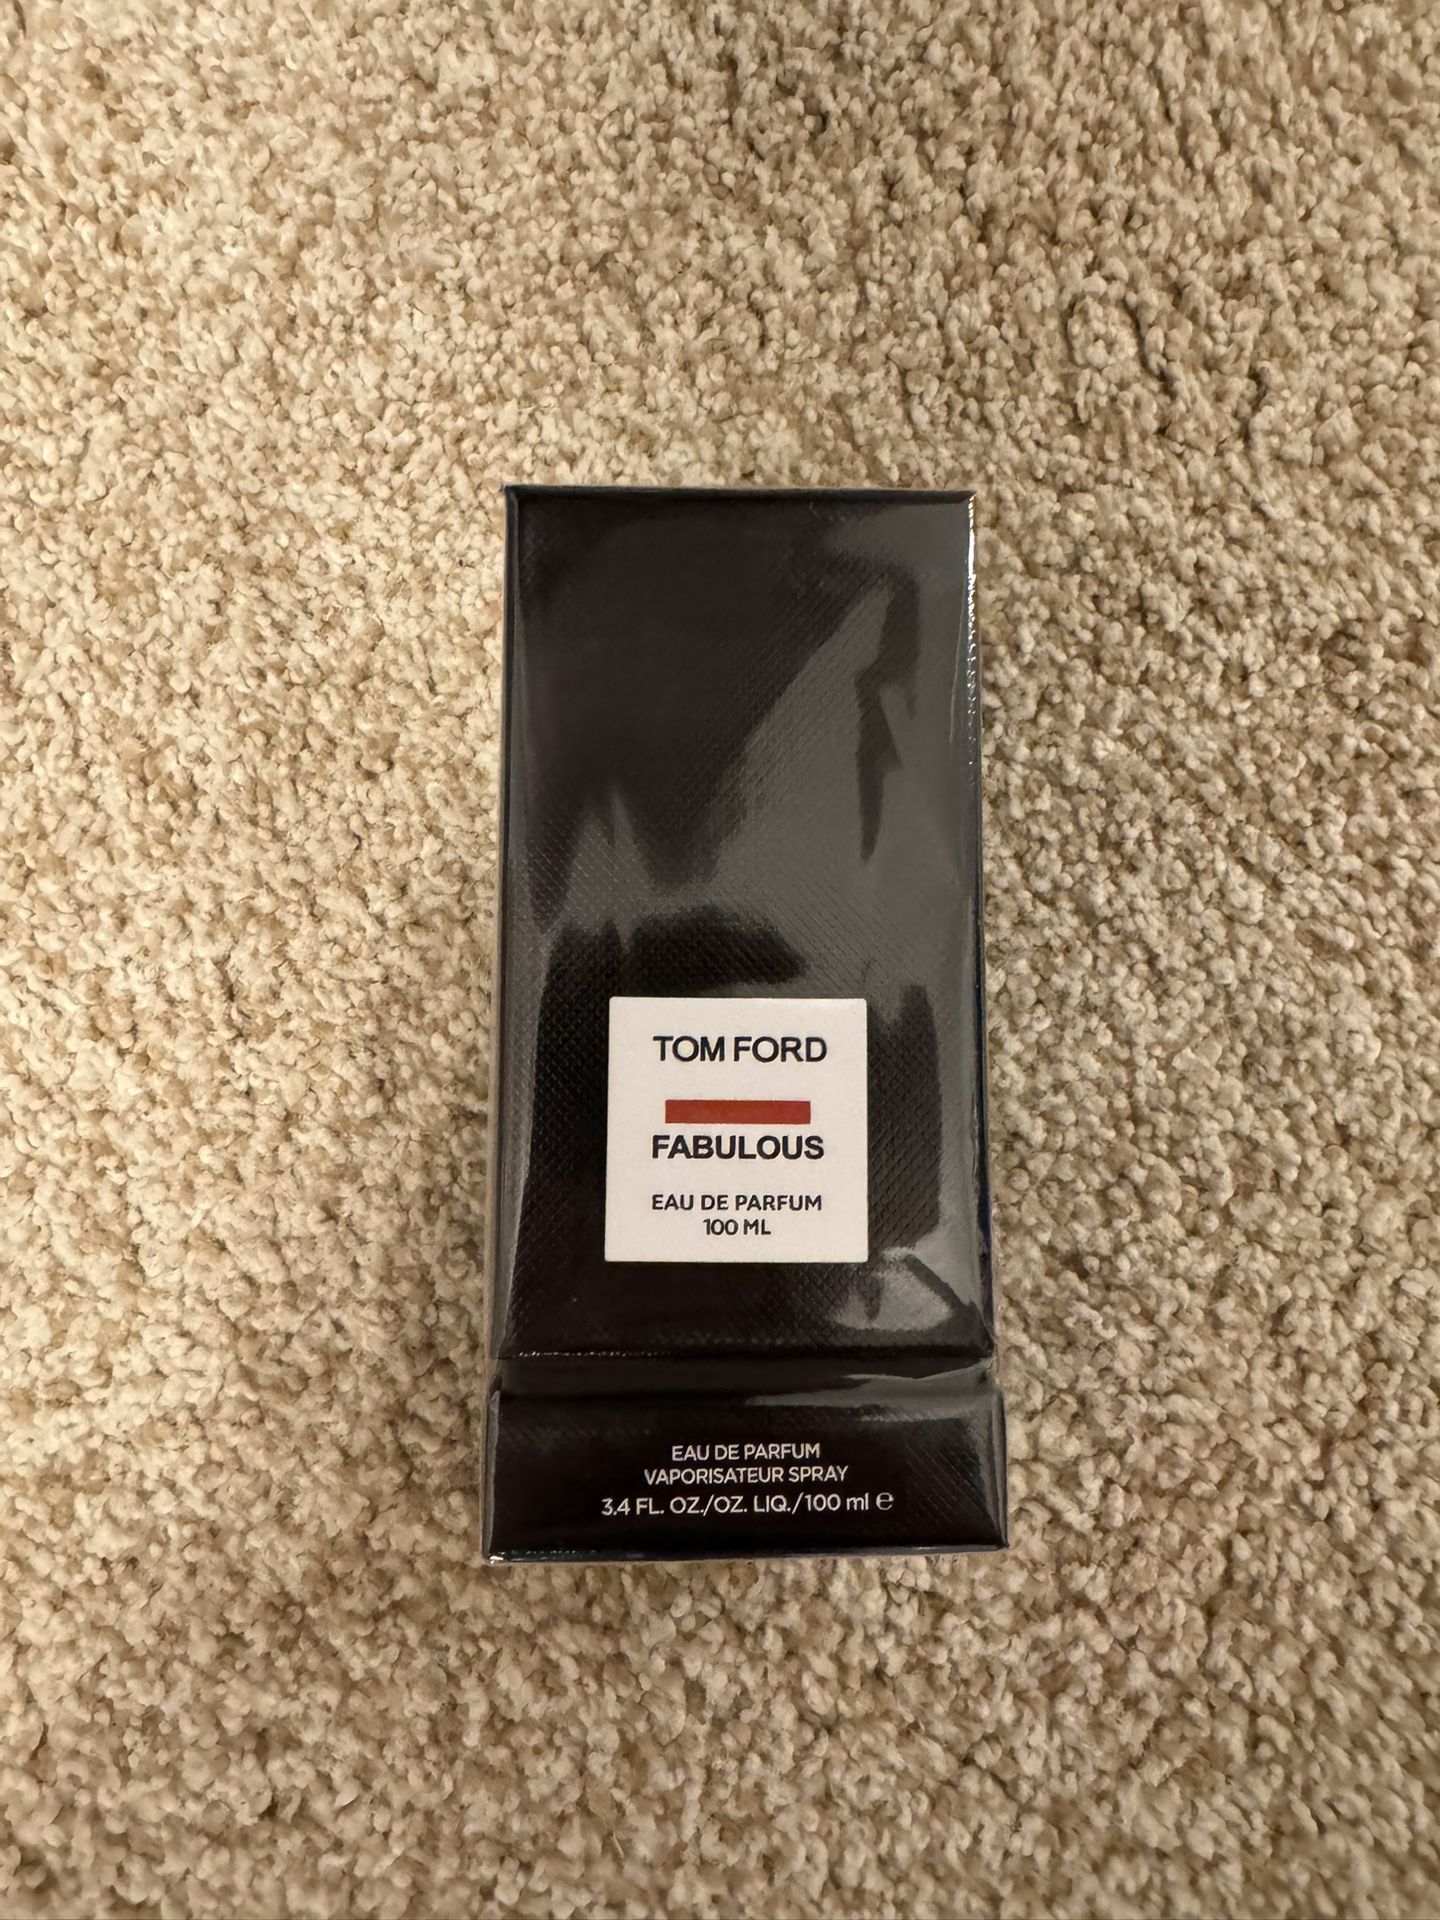 TOM FORD
FABULOUS
EAU DE PARFUM
100 ML
EAU DE PARFUM
VAPORISATEUR SPRAY
3.4 FL. OZ./OZ. LIQ./100 ml ℮